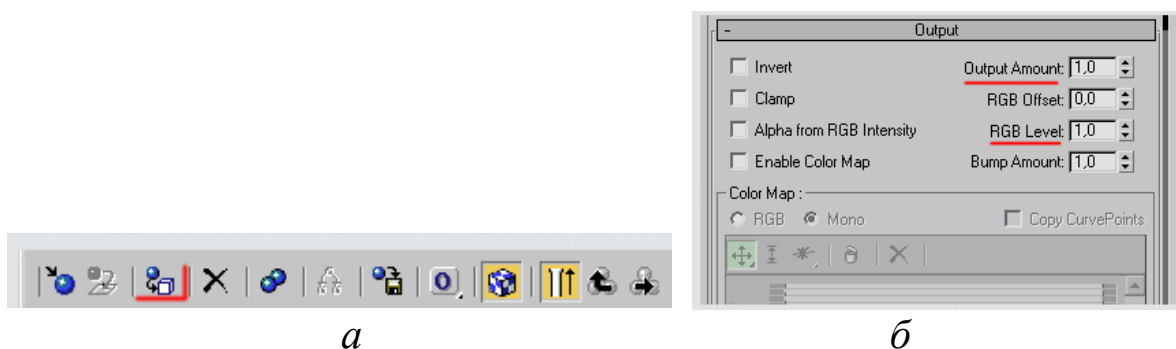 - Output
Invert Output Amount: 1,0
Clamp RGB Offset: 0,0
Alpha from RGB Intensity RGB Level: 1,0
Enable Color Map Bump Amount: 1,0
Color Map :
RGB Mono Copy CurvePoints
O
а б